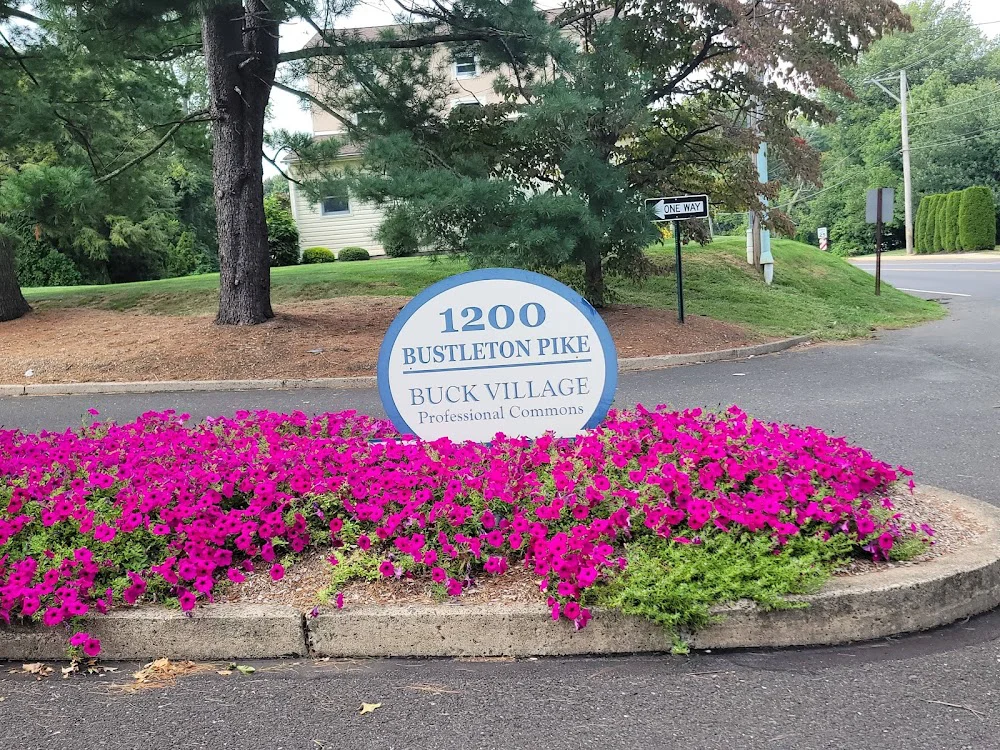 ONE WAY
1200
BUSTLETON PIKE
BUCK VILLAGE
Professional Commons